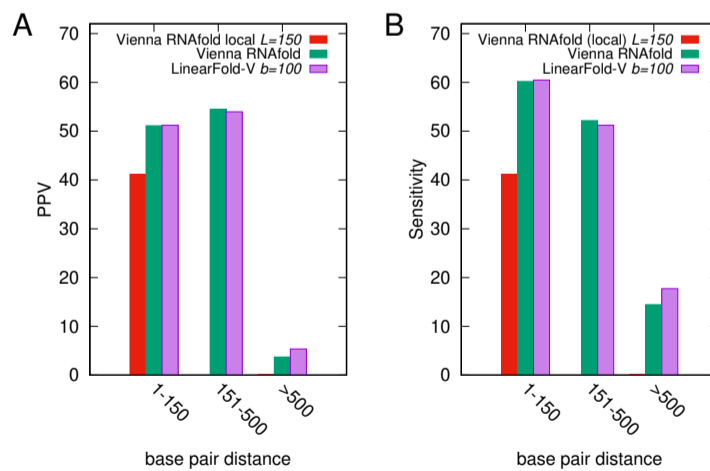 A
Vienna RNAfold local L=150
Vienna RNAfold
LinearFold-V b=100
70
60
50
40
30
20
10
0
PPV
1-150
151-500
>500
base pair distance
B
Vienna RNAfold (local) L=150
Vienna RNAfold
LinearFold-V b=100
70
60
50
40
30
20
10
0
Sensitivity
1-150
151-500
>500
base pair distance